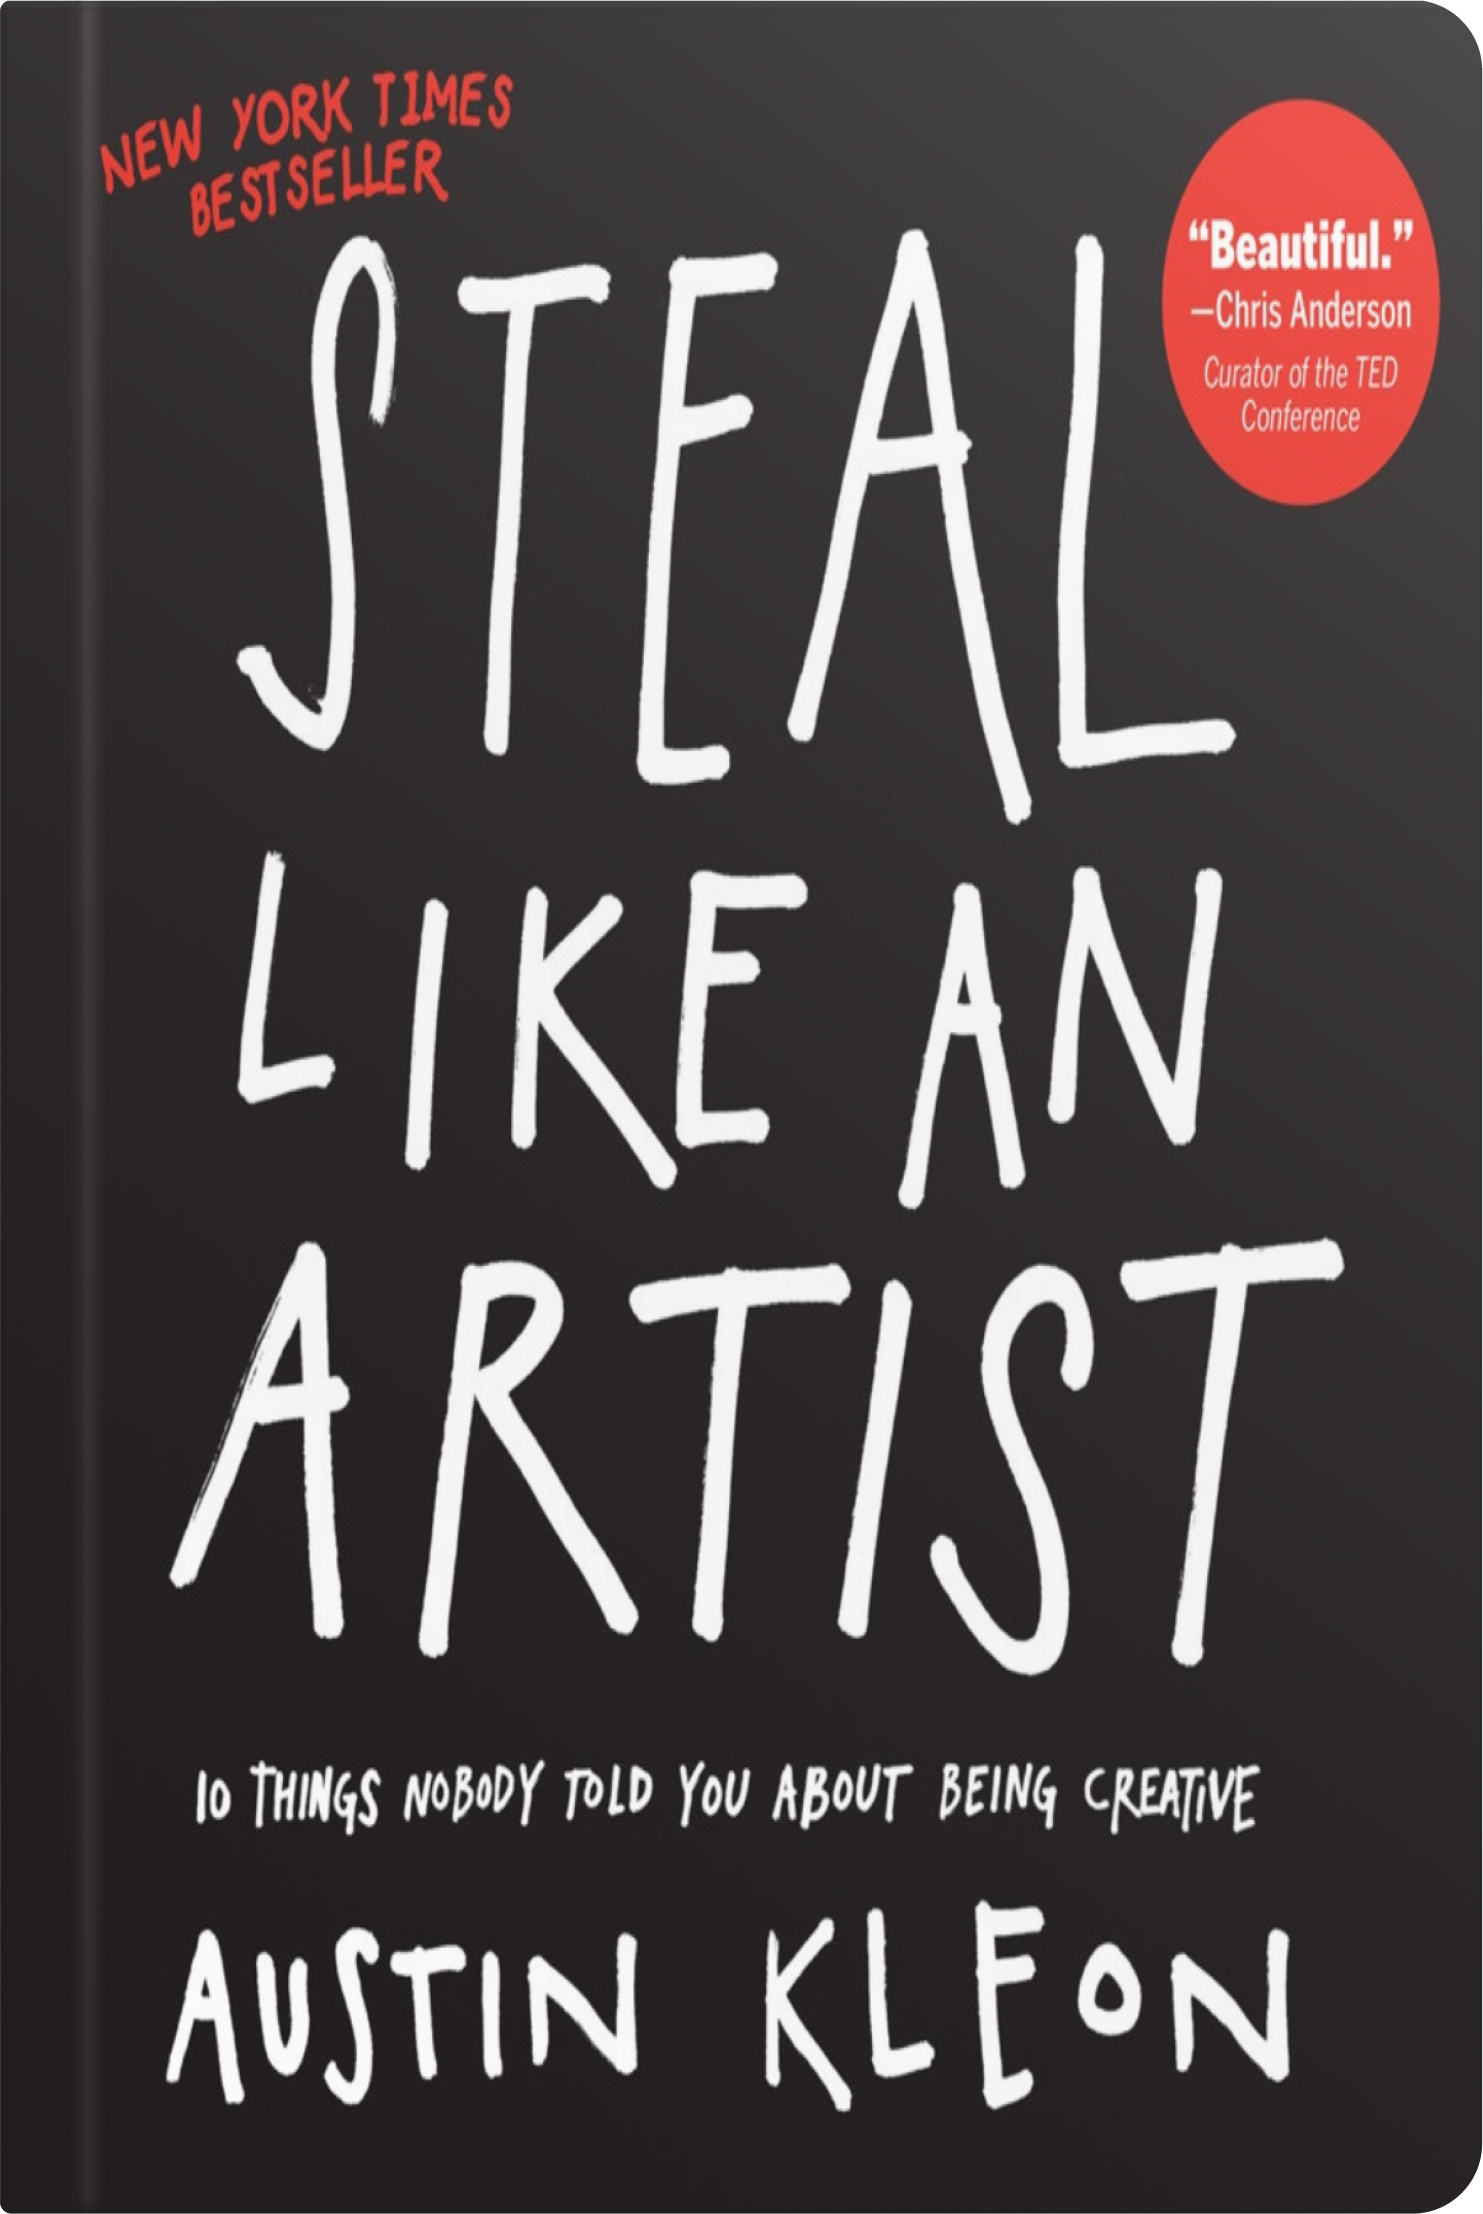 NEW YORK TIMES
BESTSELLER
“Beautiful.”
—Chris Anderson
Curator of the TED
Conference
STEAL
LIKE AN
ARTIST
10 THINGS NOBODY TOLD YOU ABOUT BEING CREATIVE
AUSTIN KLEON